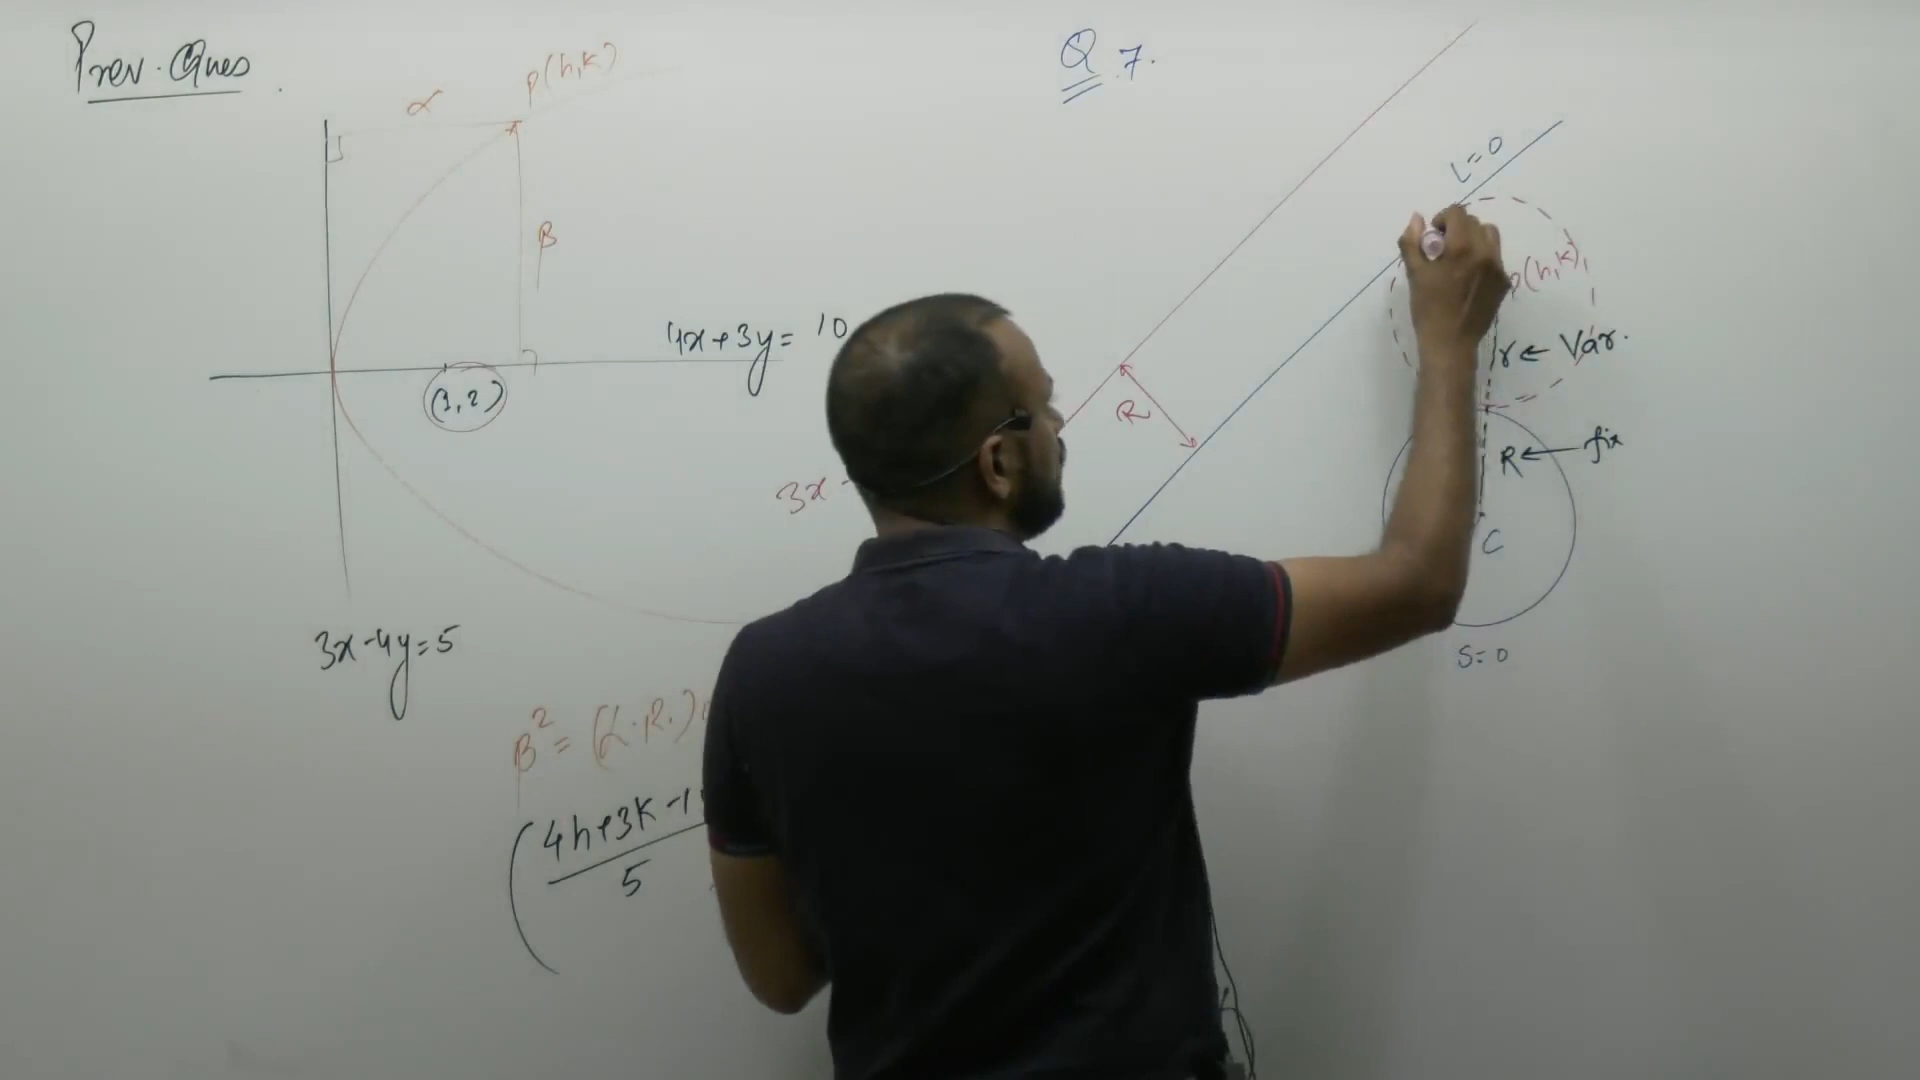 Prev. Ques.
α
P(h,k)
β
(1,2)
4x+3y= 10
3x
3x-4y=5
β² = (L.R.)
4h+3k-1
5
Q.7.
L=0
P(h,k)
r ← Var.
R
R ← fix
C
S=0